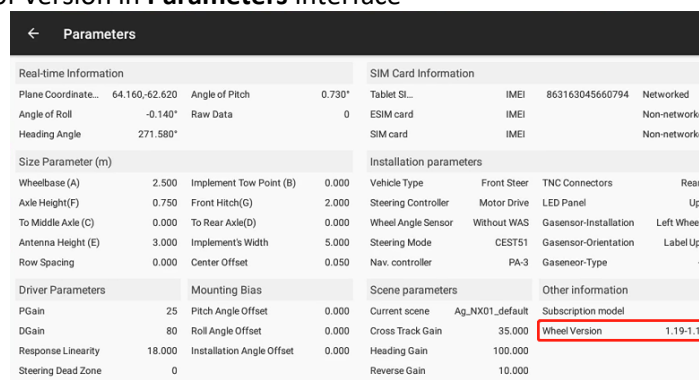 or version in Parameters interface
← Parameters
Real-time Information SIM Card Information
Plane Coordinate... 64.160,-62.620 Angle of Pitch 0.730° Tablet SI... IMEI 863163045660794 Networked
Angle of Roll -0.140° Raw Data 0 ESIM card IMEI Non-network
Heading Angle 271.580° SIM card IMEI Non-network
Size Parameter (m) Installation parameters
Wheelbase (A) 2.500 Implement Tow Point (B) 0.000 Vehicle Type Front Steer TNC Connectors Rear
Axle Height(F) 0.750 Front Hitch(G) 2.000 Steering Controller Motor Drive LED Panel Up
To Middle Axle (C) 0.000 To Rear Axle(D) 0.000 Wheel Angle Sensor Without WAS Gasensor-Installation Left Whee
Antenna Height (E) 3.000 Implement's Width 5.000 Steering Mode CEST51 Gasensor-Orientation Label Up
Row Spacing 0.000 Center Offset 0.050 Nav. controller PA-3 Gaseneor-Type
Driver Parameters Mounting Bias Scene parameters Other information
PGain 25 Pitch Angle Offset 0.000 Current scene Ag_NX01_default Subscription model
DGain 80 Roll Angle Offset 0.000 Cross Track Gain 35.000 Wheel Version 1.19-1.1
Response Linearity 18.000 Installation Angle Offset 0.000 Heading Gain 100.000
Steering Dead Zone 0 Reverse Gain 10.000